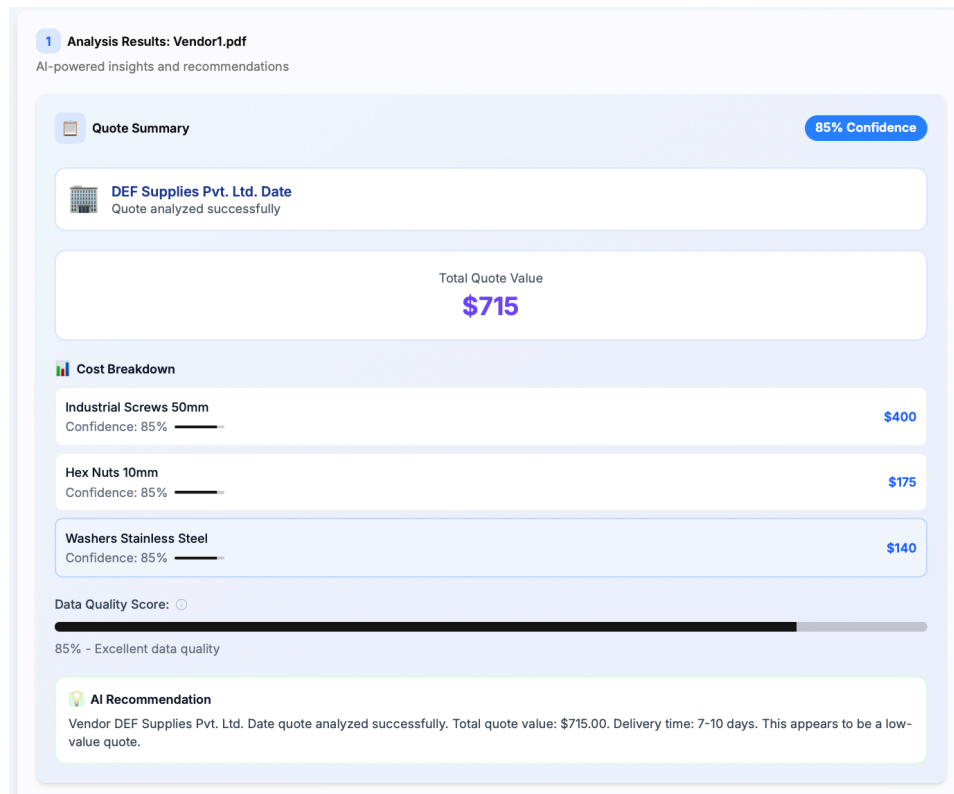 1 Analysis Results: Vendor1.pdf
AI-powered insights and recommendations
Quote Summary
85% Confidence
DEF Supplies Pvt. Ltd. Date
Quote analyzed successfully
Total Quote Value
$715
Cost Breakdown
Industrial Screws 50mm
Confidence: 85%
$400
Hex Nuts 10mm
Confidence: 85%
$175
Washers Stainless Steel
Confidence: 85%
$140
Data Quality Score:
85% - Excellent data quality
AI Recommendation
Vendor DEF Supplies Pvt. Ltd. Date quote analyzed successfully. Total quote value: $715.00. Delivery time: 7-10 days. This appears to be a low-
value quote.